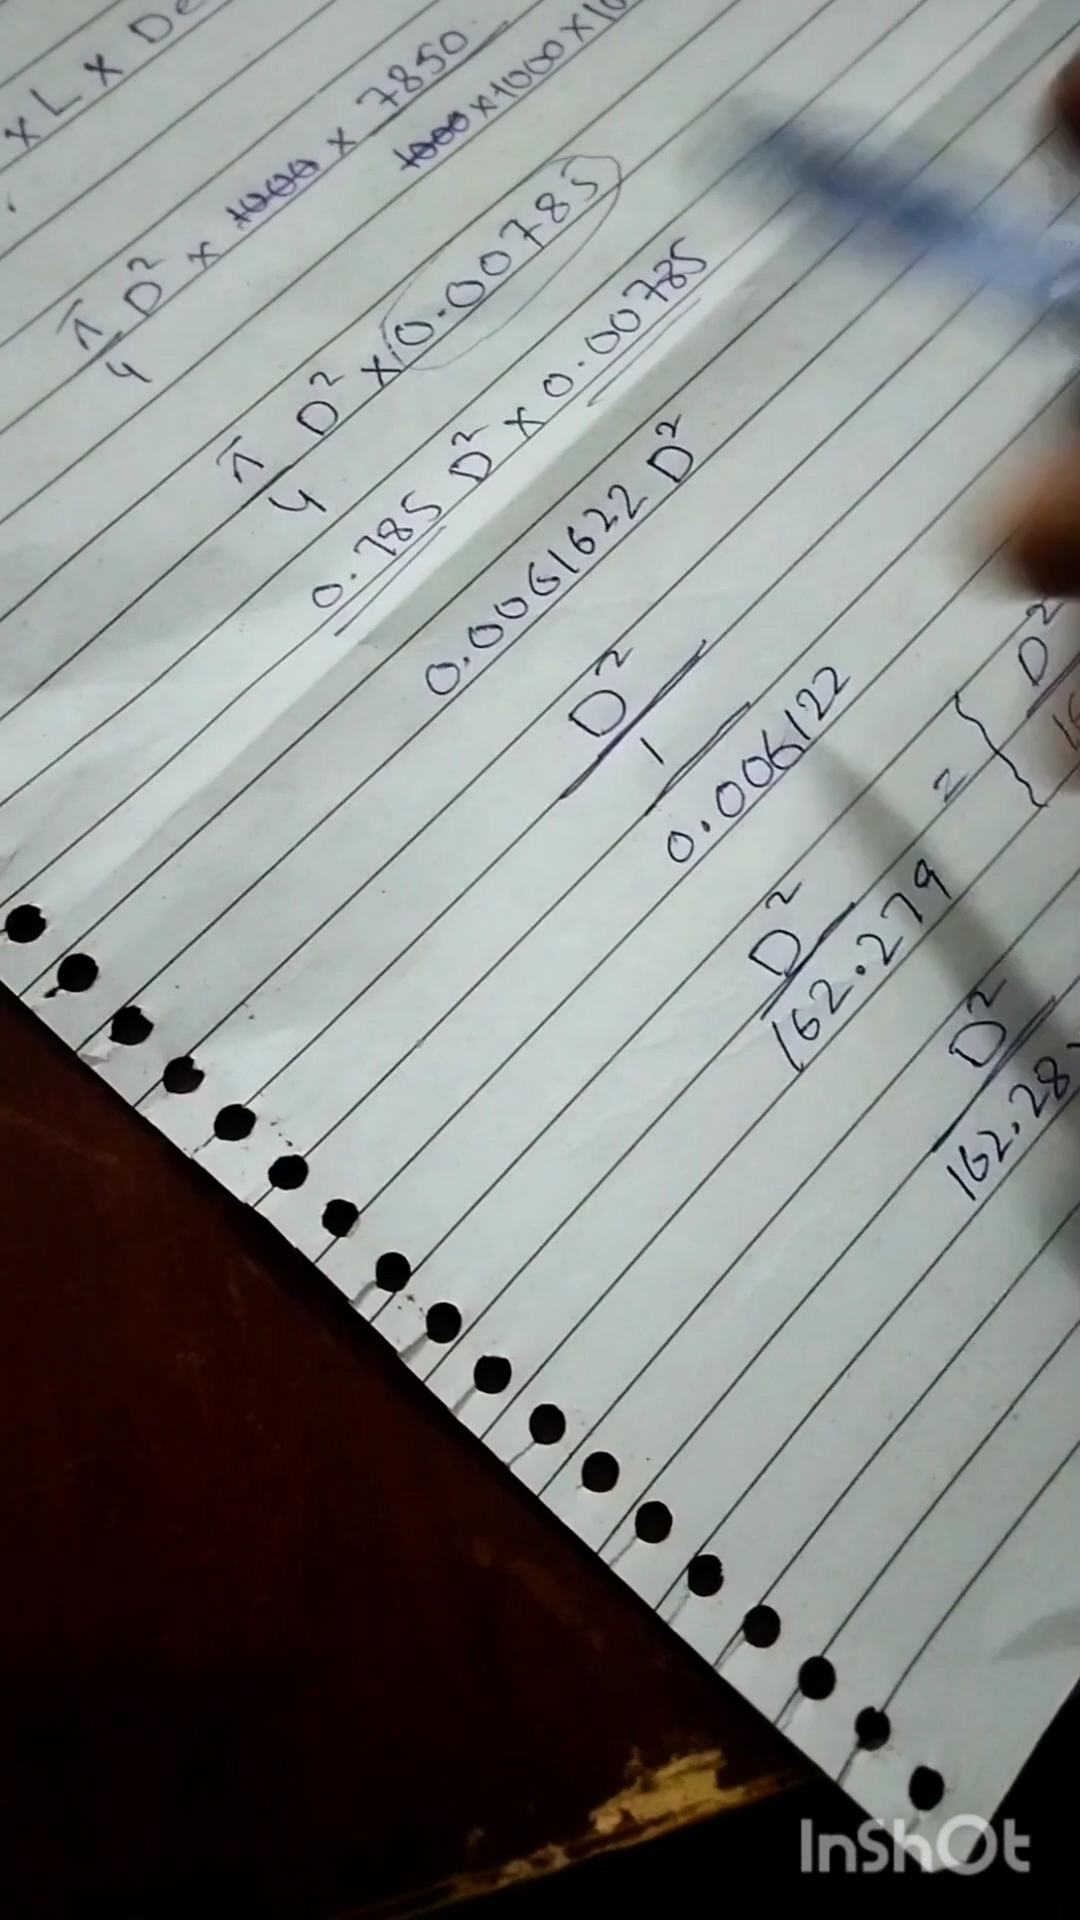 × L × De
π/4 D² × 1000 × 7850
1000 × 1000 × 10
π/4 D² × 0.00785
0.785 D² × 0.00785
0.0061622 D²
D²
1
0.006122
D²
162.279
=
D²
D²
162.28
InShOt